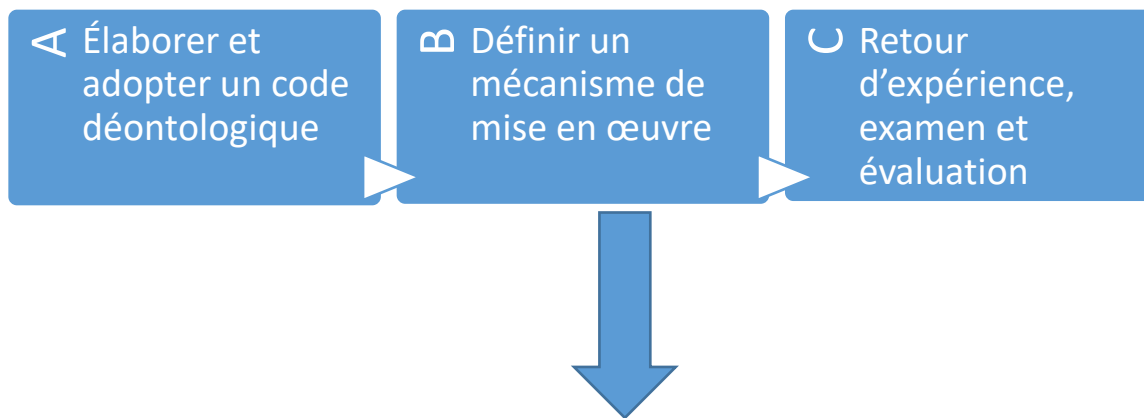 A
Élaborer et
adopter un code
déontologique
B
Définir un
mécanisme de
mise en œuvre
C
Retour
d’expérience,
examen et
évaluation